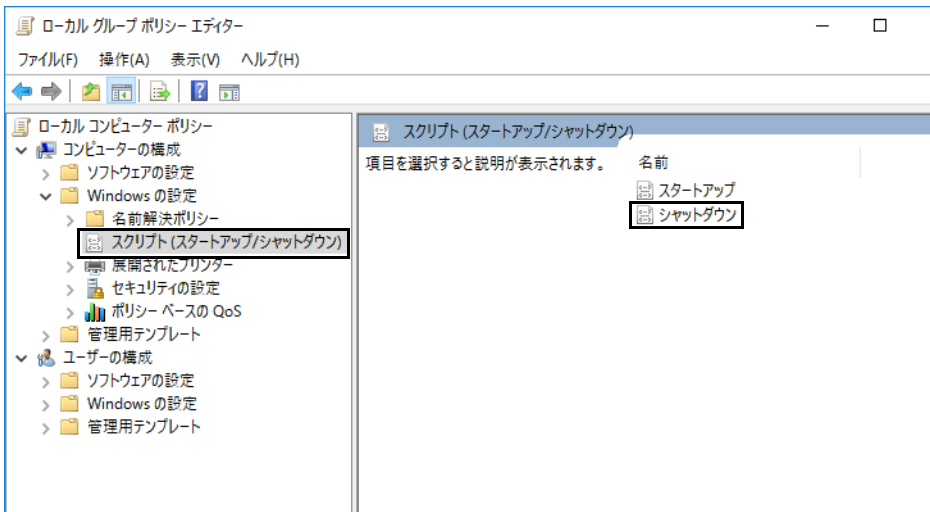 ローカル グループ ポリシー エディター
ファイル(F) 操作(A) 表示(V) ヘルプ(H)
ローカル コンピューター ポリシー
コンピューターの構成
ソフトウェアの設定
Windows の設定
名前解決ポリシー
スクリプト (スタートアップ/シャットダウン)
展開されたプリンター
セキュリティの設定
ポリシー ベースの QoS
管理用テンプレート
ユーザーの構成
ソフトウェアの設定
Windows の設定
管理用テンプレート
スクリプト (スタートアップ/シャットダウン)
項目を選択すると説明が表示されます。
名前
スタートアップ
シャットダウン